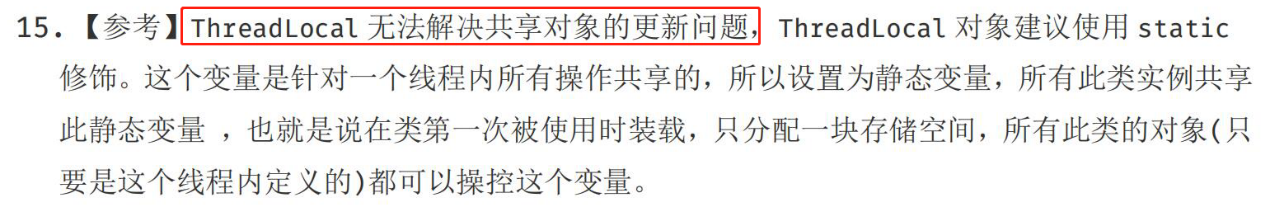 15.【参考】ThreadLocal 无法解决共享对象的更新问题, ThreadLocal 对象建议使用 static
修饰。这个变量是针对一个线程内所有操作共享的，所以设置为静态变量，所有此类实例共享
此静态变量 ，也就是说在类第一次被使用时装载，只分配一块存储空间，所有此类的对象(只
要是这个线程内定义的)都可以操控这个变量。